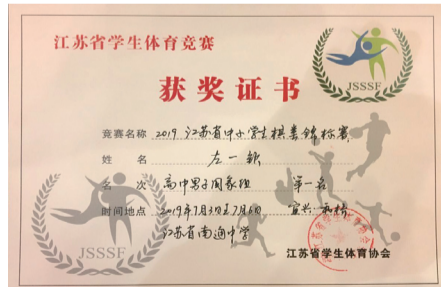 江苏省学生体育竞赛
JSSSF
获奖证书
竞赛名称 2019江苏省中小学生棋类锦标赛
姓名 左一颖
名次 高中男子国象组 第一名
时间地点 2019年7月3日至7月6日 宜兴·和桥
江苏省南通中学
江苏省学生体育协会
JSSSF